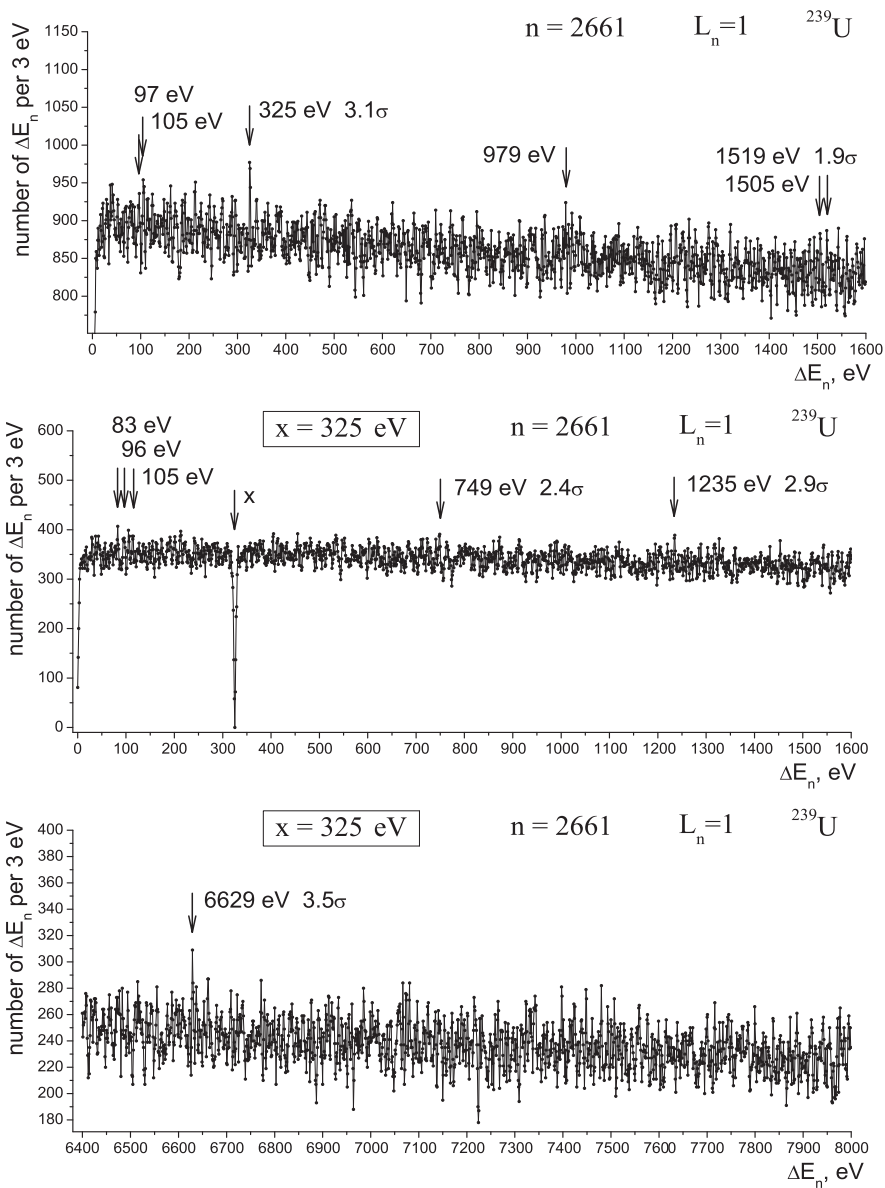 n = 2661 L_n=1 ²³⁹U
number of ΔE_n per 3 eV
1150
1100
1050
1000
950
900
850
800
97 eV
105 eV
325 eV 3.1σ
979 eV
1519 eV 1.9σ
1505 eV
0 100 200 300 400 500 600 700 800 900 1000 1100 1200 1300 1400 1500 1600
ΔE_n, eV
x = 325 eV n = 2661 L_n=1 ²³⁹U
number of ΔE_n per 3 eV
600
500
400
300
200
100
0
83 eV
96 eV
105 eV
x
749 eV 2.4σ
1235 eV 2.9σ
0 100 200 300 400 500 600 700 800 900 1000 1100 1200 1300 1400 1500 1600
ΔE_n, eV
x = 325 eV n = 2661 L_n=1 ²³⁹U
number of ΔE_n per 3 eV
400
380
360
340
320
300
280
260
240
220
200
180
6629 eV 3.5σ
6400 6500 6600 6700 6800 6900 7000 7100 7200 7300 7400 7500 7600 7700 7800 7900 8000
ΔE_n, eV